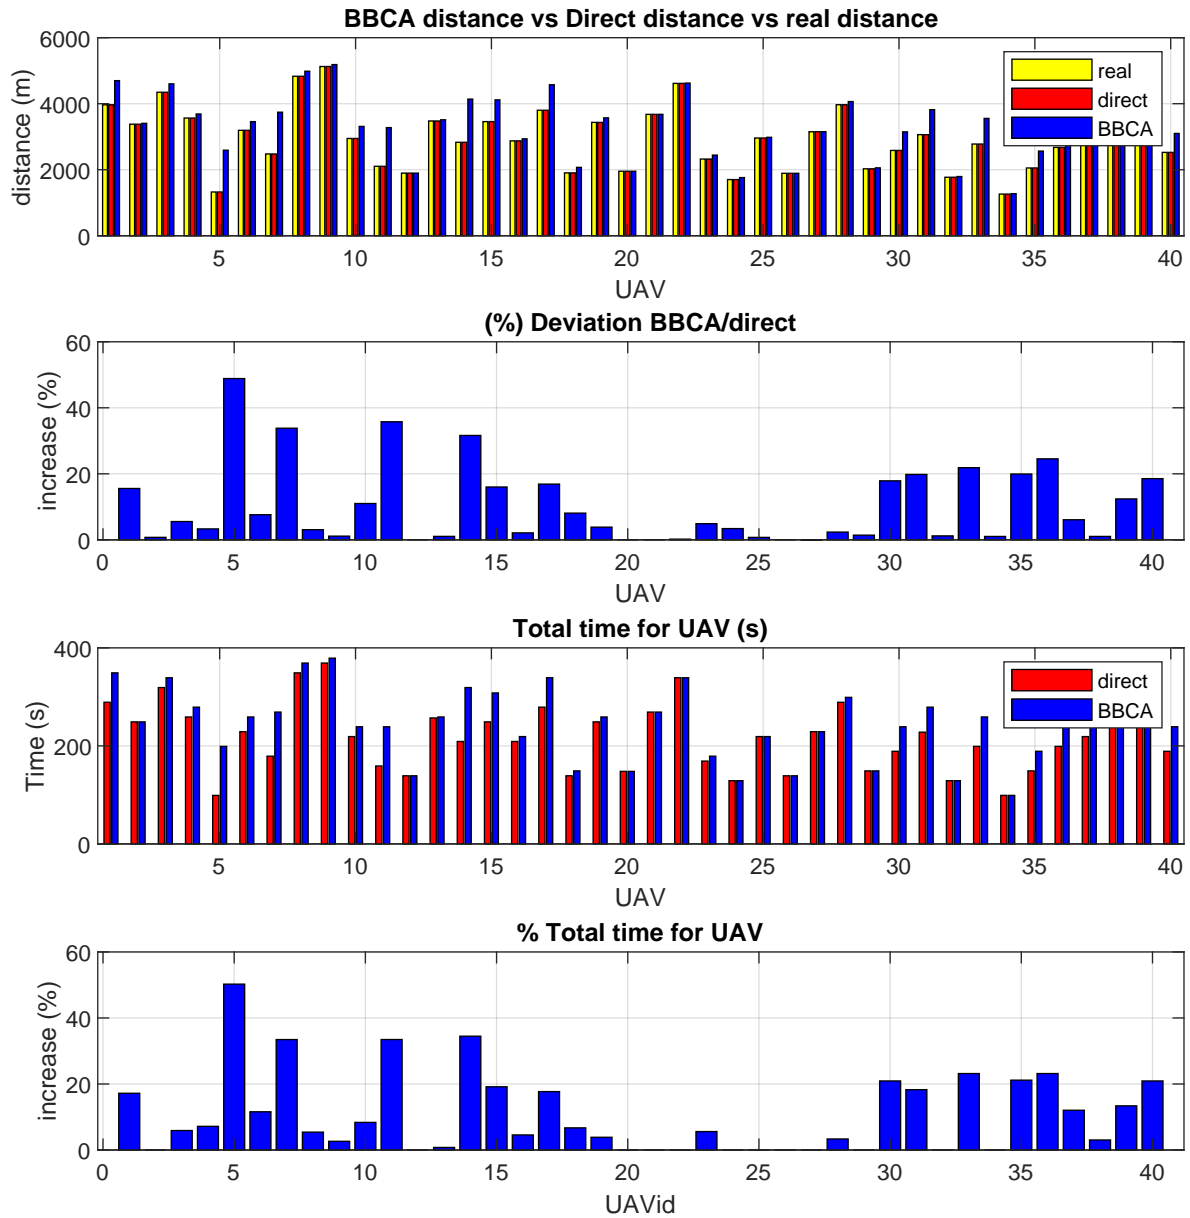 BBCA distance vs Direct distance vs real distance
6000
4000
2000
0
distance (m)
real
direct
BBCA
5 10 15 20 25 30 35 40
UAV
(%) Deviation BBCA/direct
60
40
20
0
increase (%)
0 5 10 15 20 25 30 35 40
UAV
Total time for UAV (s)
400
200
0
Time (s)
direct
BBCA
5 10 15 20 25 30 35 40
UAV
% Total time for UAV
60
40
20
0
increase (%)
0 5 10 15 20 25 30 35 40
UAVid